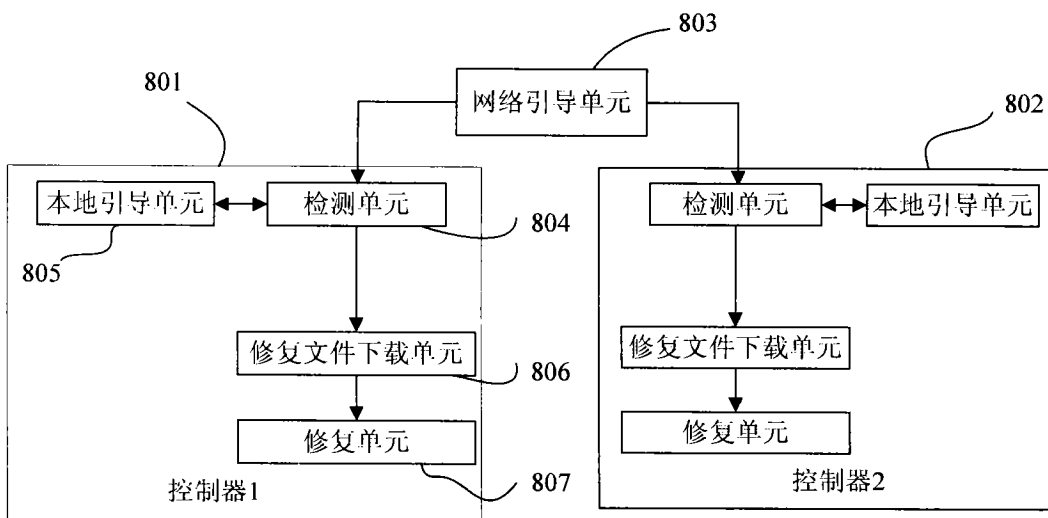 803
网络引导单元
801
802
本地引导单元
检测单元
检测单元
本地引导单元
804
805
修复文件下载单元
修复文件下载单元
806
修复单元
修复单元
807
控制器1
控制器2